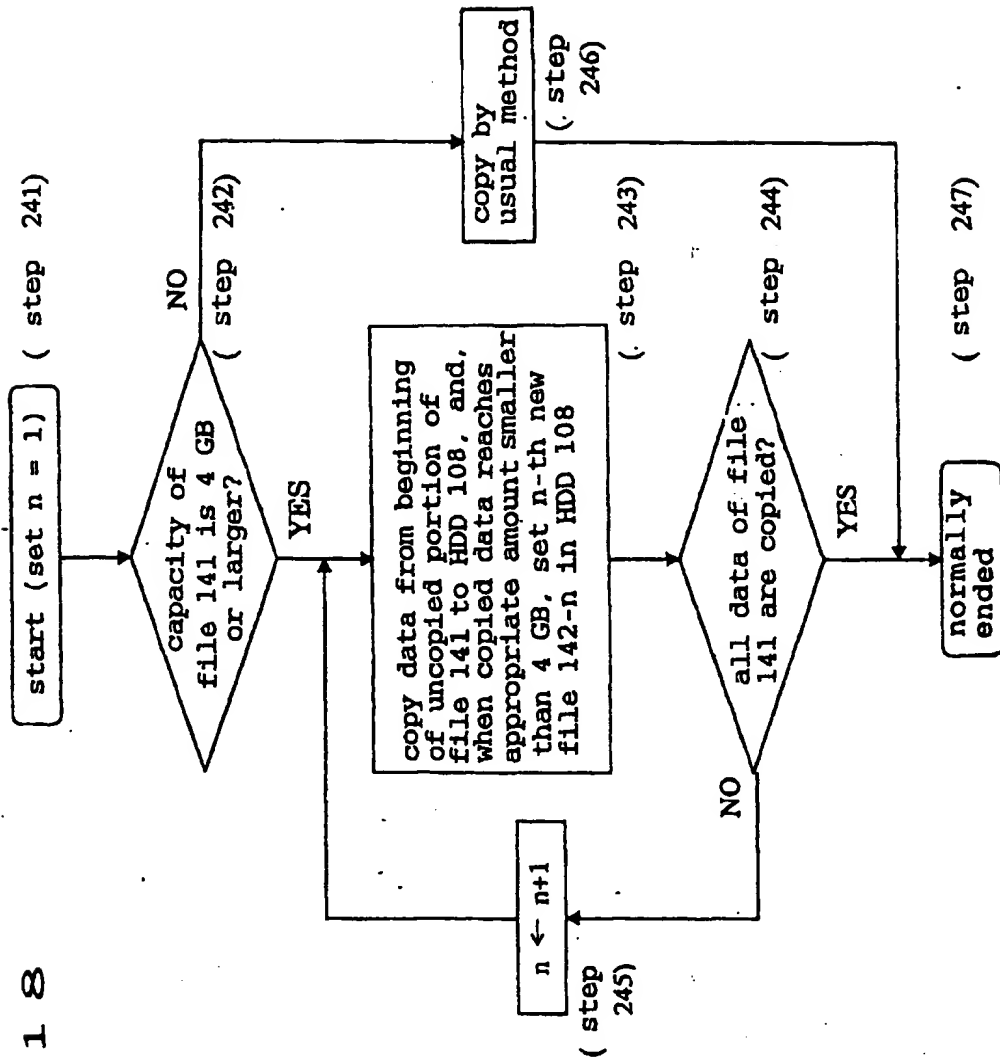 1 8
start (set n = 1)
( step 241)
capacity of
file 141 is 4 GB
or larger?
( step 242)
NO
YES
copy by
usual method
( step
246)
copy data from beginning
of uncopied portion of
file 141 to HDD 108, and,
when copied data reaches
appropriate amount smaller
than 4 GB, set n-th new
file 142-n in HDD 108
( step 243)
n ← n+1
( step
245)
all data of file
141 are copied?
( step 244)
NO
YES
normally
ended
( step 247)